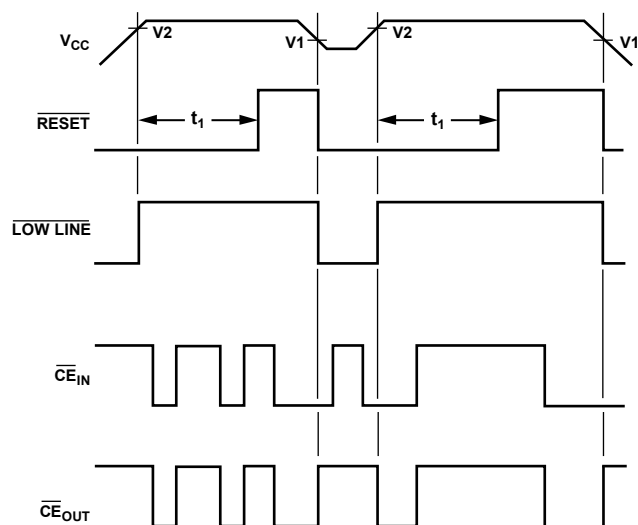 V2 V1 V2 V1
VCC
RESET
t1 t1
LOW LINE
CEIN
CEOUT